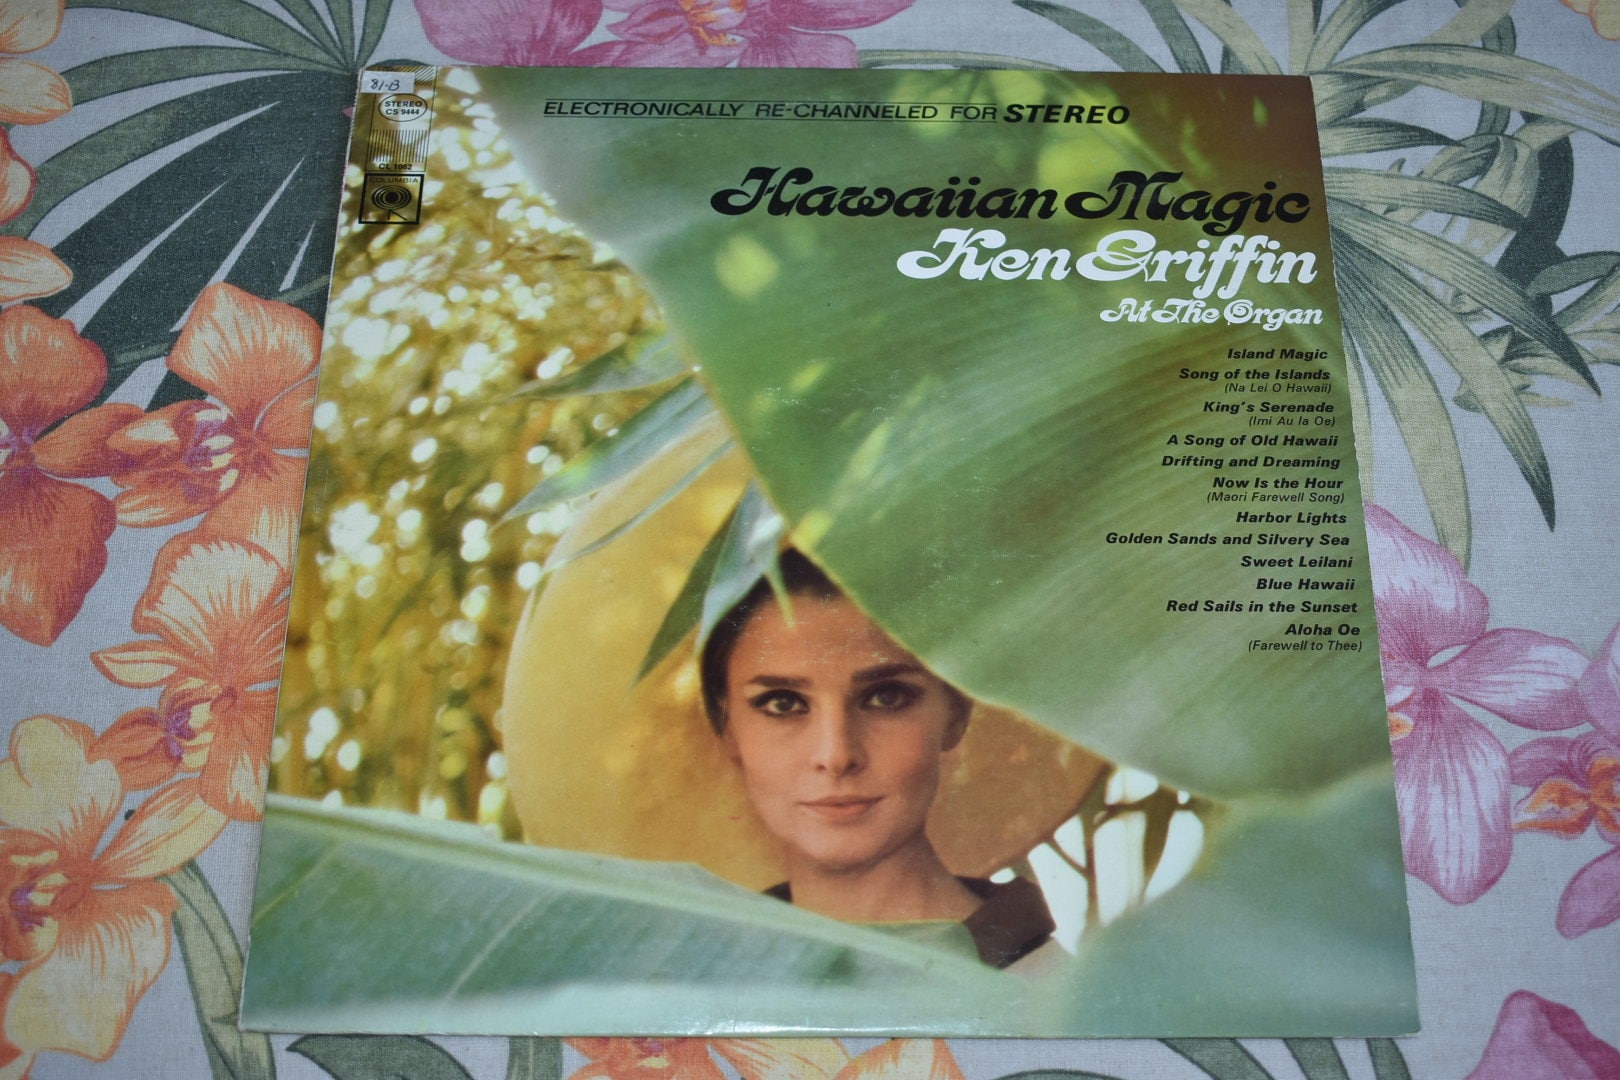 81-B
STEREO
CS 9444
CL 1062
COLUMBIA
ELECTRONICALLY RE-CHANNELED FOR STEREO
Hawaiian Magic
Ken Griffin
At The Organ
Island Magic
Song of the Islands
(Na Lei O Hawaii)
King's Serenade
(Imi Au Ia Oe)
A Song of Old Hawaii
Drifting and Dreaming
Now Is the Hour
(Maori Farewell Song)
Harbor Lights
Golden Sands and Silvery Sea
Sweet Leilani
Blue Hawaii
Red Sails in the Sunset
Aloha Oe
(Farewell to Thee)